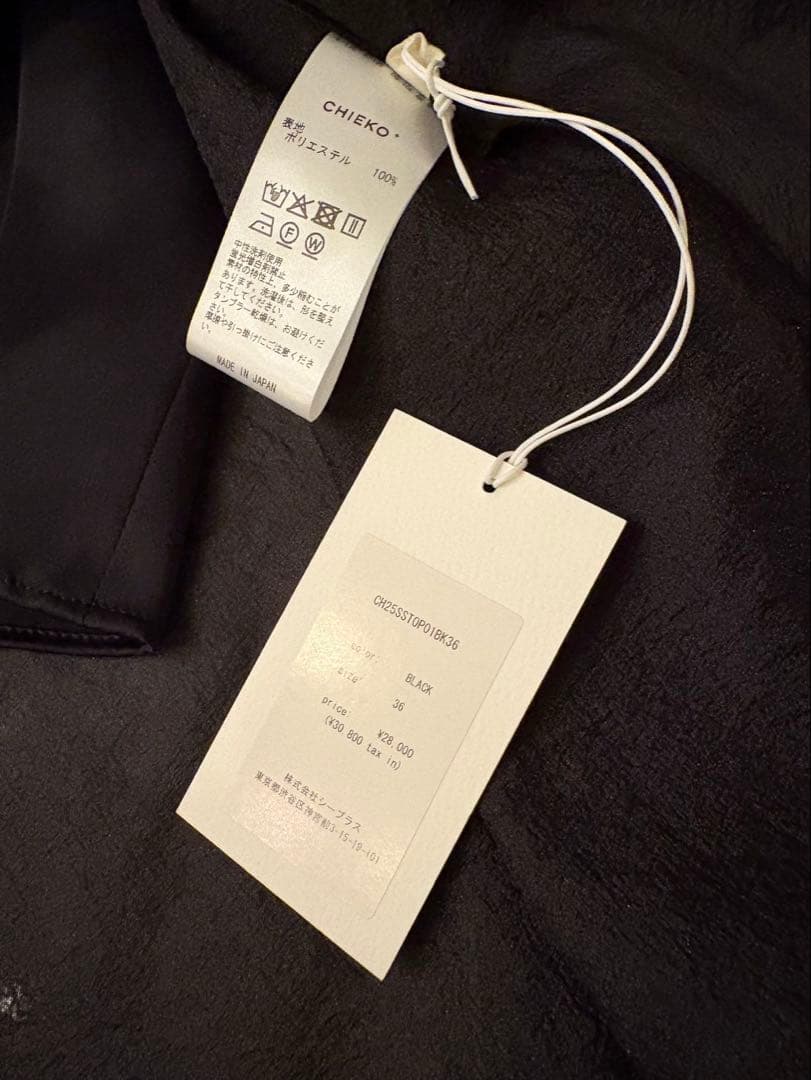 CHIEKO+
表地
ポリエステル 100%
F W
中性洗剤使用
蛍光増白剤禁止
素材の特性上、多少縮むことが
あります。洗濯後は、形を整え
て干してください。
タンブラー乾燥は、お避けくだ
さい。
環境や引っ掛けにご注意くださ
い。
MADE IN JAPAN
CH25SSTOP01BK36
color:
BLACK
size:
36
price:
¥28,000
(¥30.800 tax in)
株式会社シープラス
東京都渋谷区神宮前3-15-19-(G)